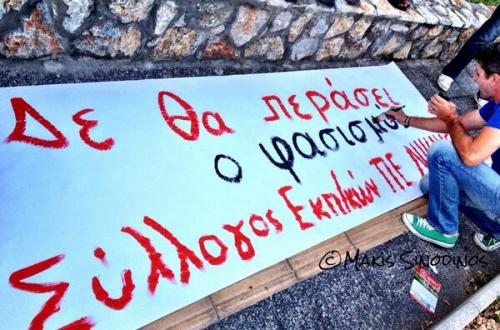 Δε θα περάσει
ο φασισμός
Σύλλογος Εκπ/κών ΠΕ
© MAKIS SINODINOS